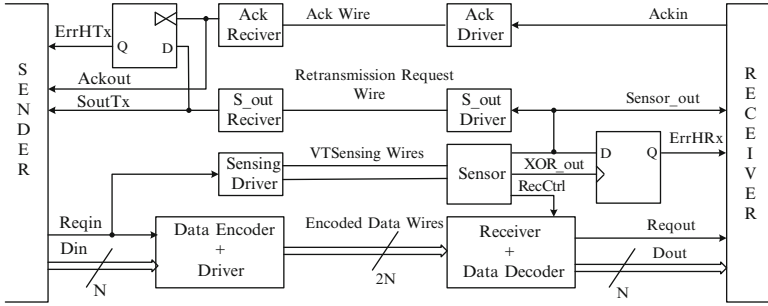 SENDER
RECEIVER
ErrHTx
Q
D
Ack
Reciver
Ack Wire
Ack
Driver
Ackin
Ackout
SoutTx
S_out
Reciver
Retransmission Request
Wire
S_out
Driver
Sensor_out
Sensing
Driver
VTSensing Wires
Sensor
XOR_out
RecCtrl
D
Q
ErrHRx
Reqin
Din
N
Data Encoder
+
Driver
Encoded Data Wires
2N
Receiver
+
Data Decoder
Reqout
Dout
N